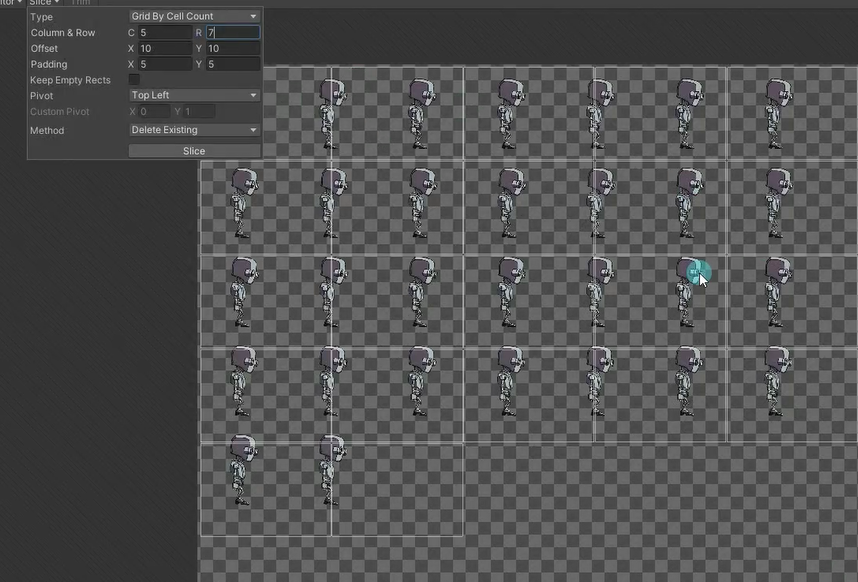 Slice Trim
Type Grid By Cell Count
Column & Row C 5 R 7
Offset X 10 Y 10
Padding X 5 Y 5
Keep Empty Rects
Pivot Top Left
Custom Pivot X 0 Y 1
Method Delete Existing
Slice